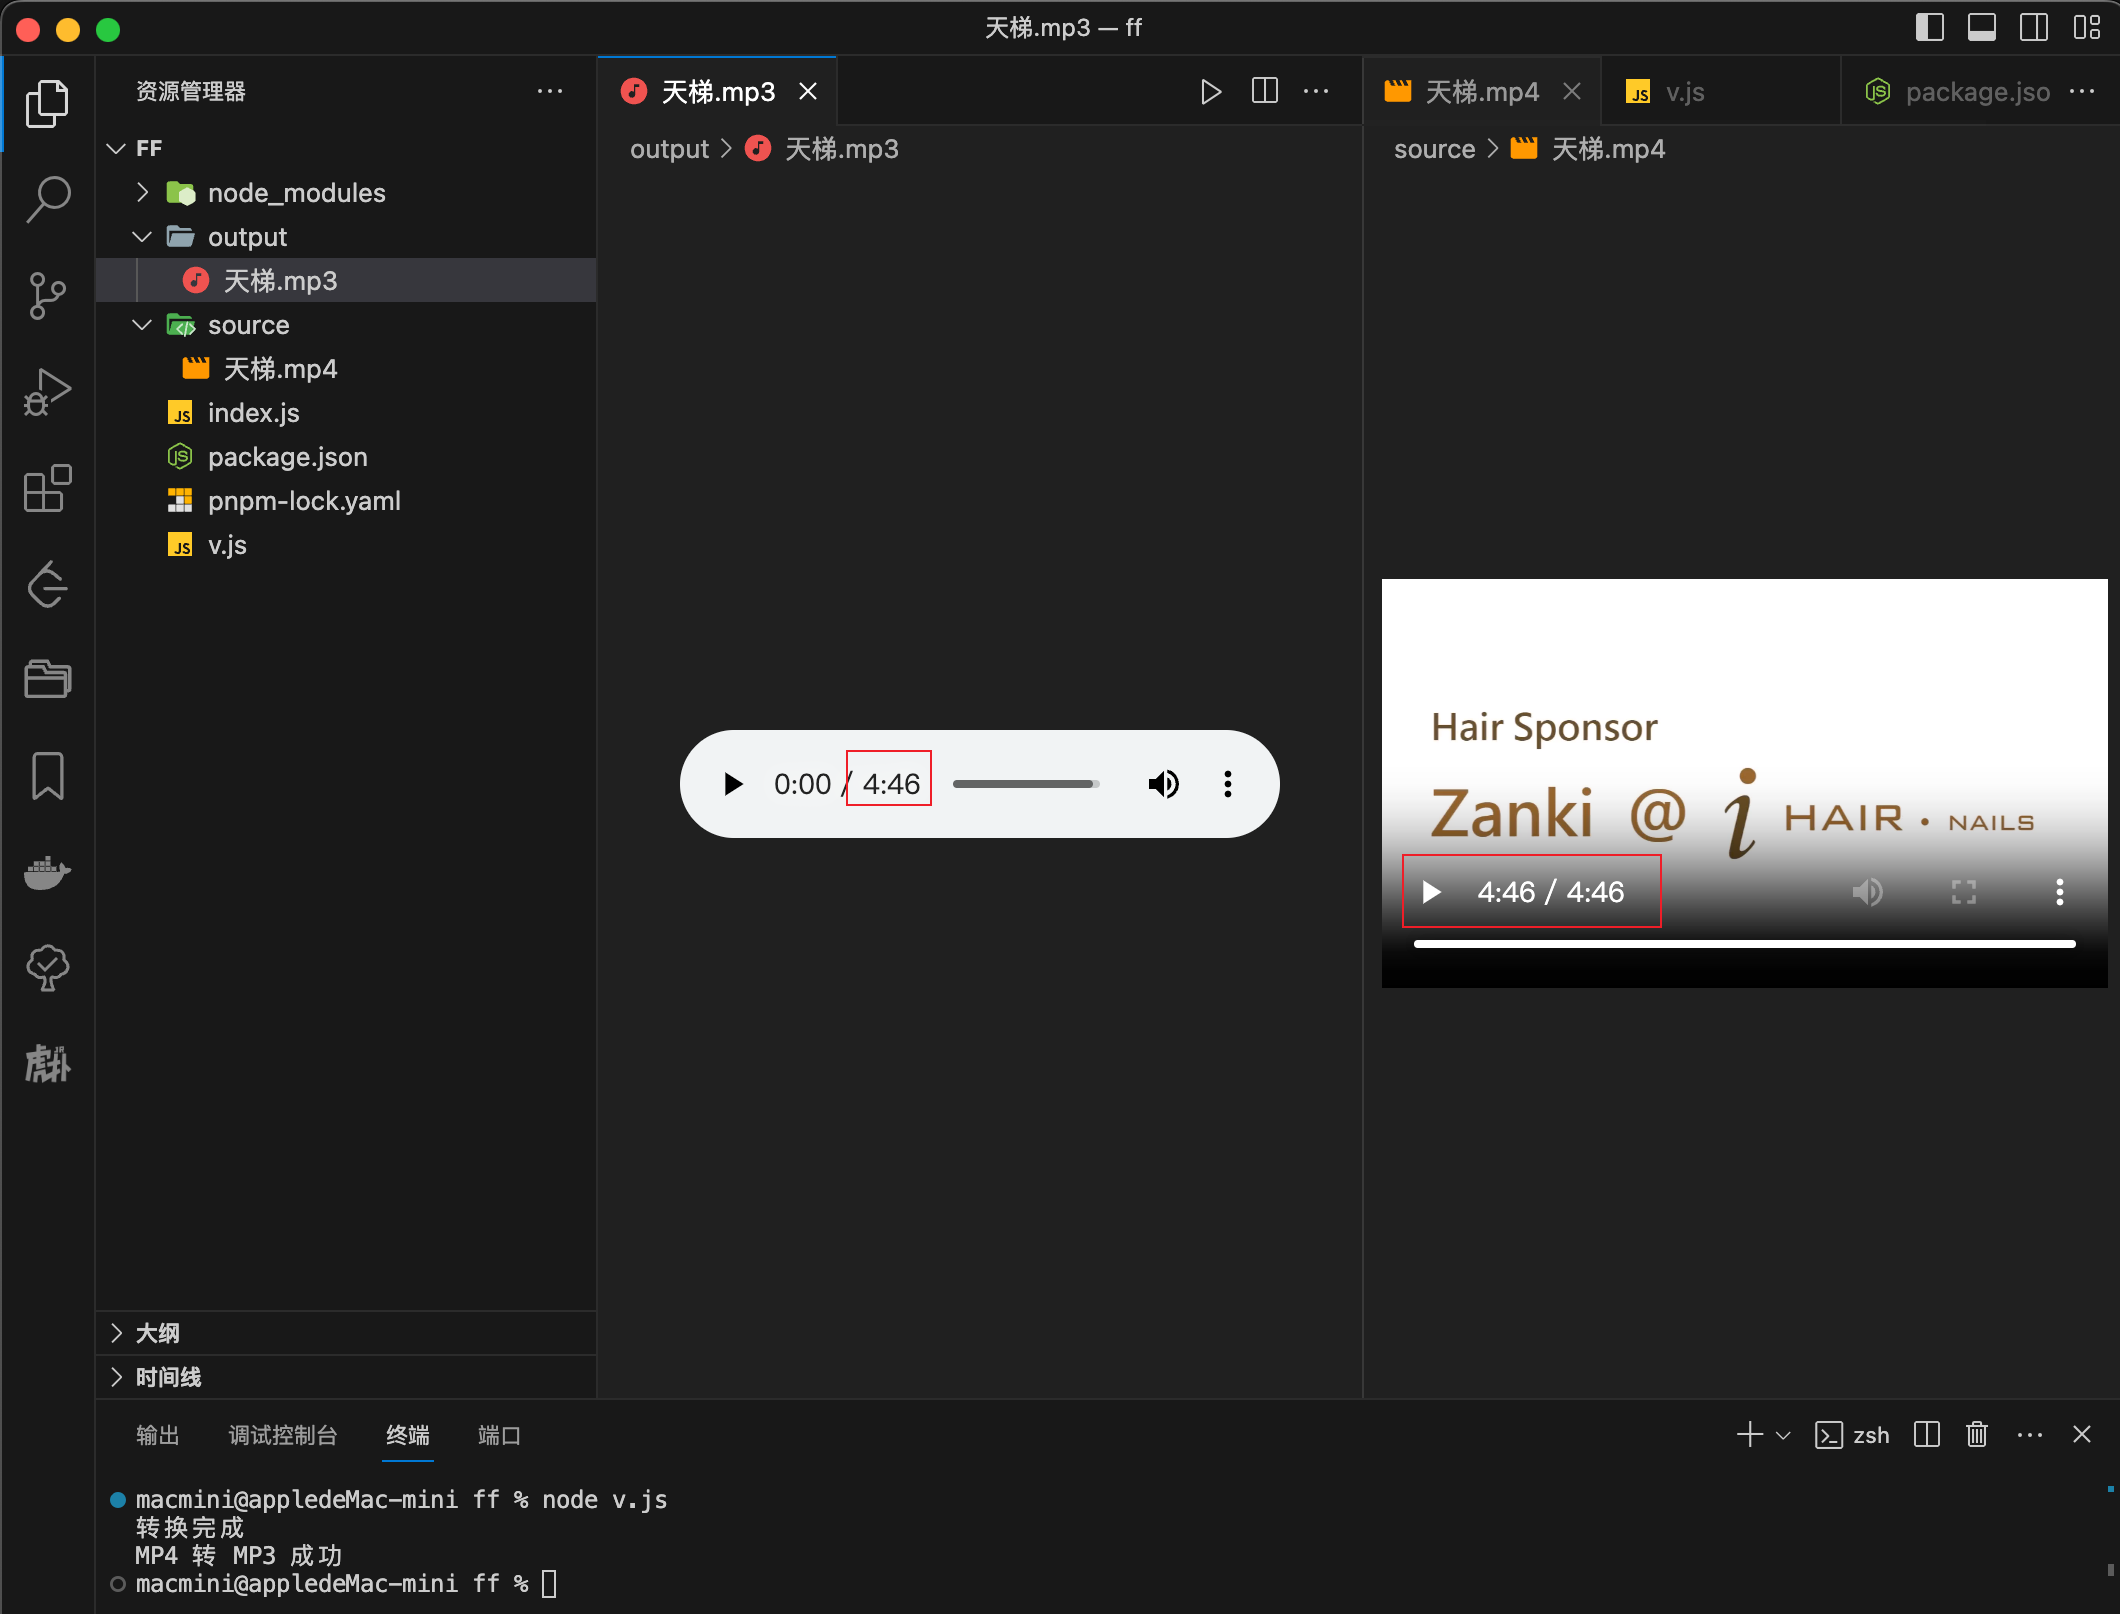 天梯.mp3 — ff
资源管理器
FF
node_modules
output
天梯.mp3
source
天梯.mp4
index.js
package.json
pnpm-lock.yaml
v.js
大纲
时间线
天梯.mp3
output > 天梯.mp3
0:00 / 4:46
天梯.mp4
v.js
package.jso
source > 天梯.mp4
Hair Sponsor
Zanki @ i HAIR · NAILS
4:46 / 4:46
输出 调试控制台 终端 端口
zsh
macmini@appledeMac-mini ff % node v.js
转换完成
MP4 转 MP3 成功
macmini@appledeMac-mini ff %